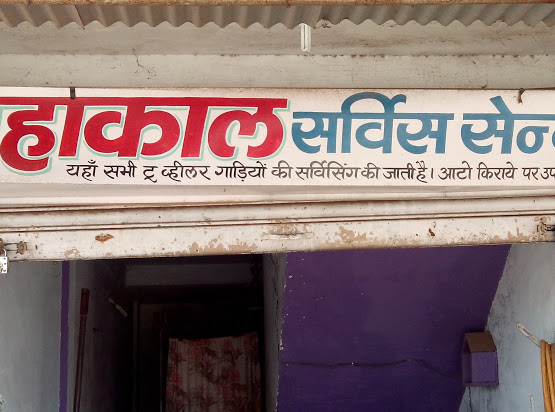 हाकाल सर्विस सेन्
यहाँ सभी टू व्हीलर गाड़ियों की सर्विसिंग की जाती है। आटो किराये पर उप